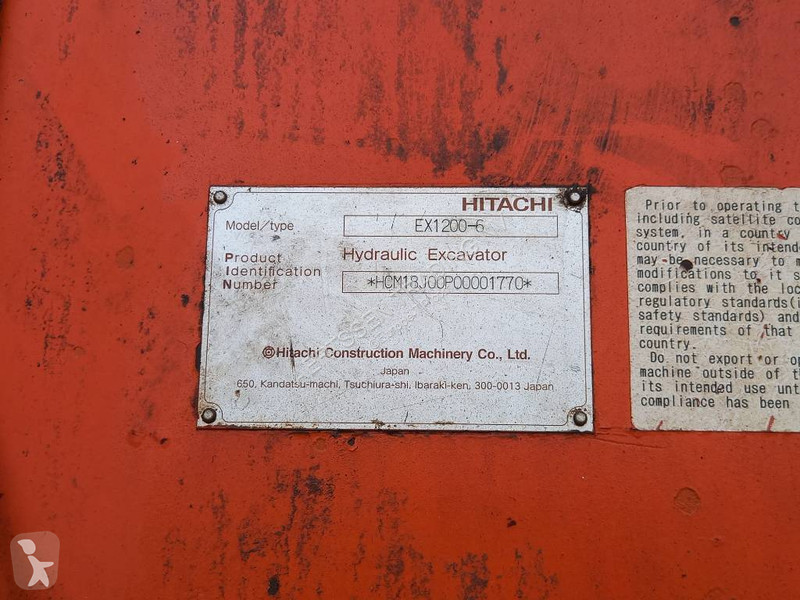 HITACHI
Model/type EX1200-6
Product Hydraulic Excavator
Identification
Number *HCM18J00P00001770*
©Hitachi Construction Machinery Co., Ltd.
Japan
650, Kandatsu-machi, Tsuchiura-shi, Ibaraki-ken, 300-0013 Japan
Prior to operating t
including satellite co
system, in a country
country of its intend
may be necessary to m
modifications to it s
complies with the loc
regulatory standards(i
safety standards) and
requirements of that
country.
Do not export or op
machine outside of t
its intended use unt
compliance has been